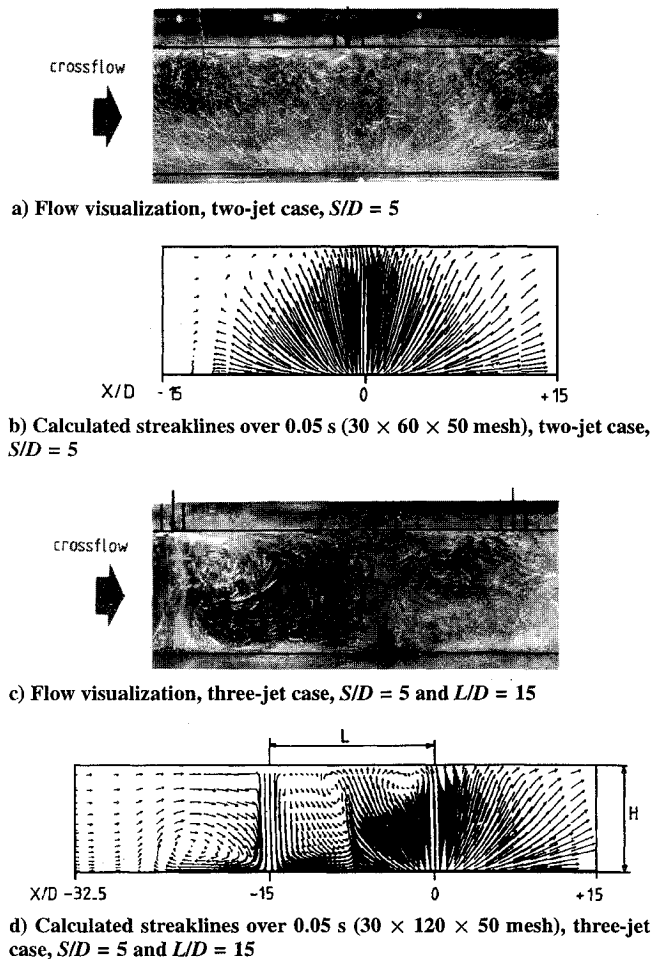 crossflow
a) Flow visualization, two-jet case, S/D = 5
X/D - 15 0 +15
b) Calculated streaklines over 0.05 s (30 × 60 × 50 mesh), two-jet case,
S/D = 5
crossflow
c) Flow visualization, three-jet case, S/D = 5 and L/D = 15
L
H
X/D -32.5 -15 0 +15
d) Calculated streaklines over 0.05 s (30 × 120 × 50 mesh), three-jet
case, S/D = 5 and L/D = 15